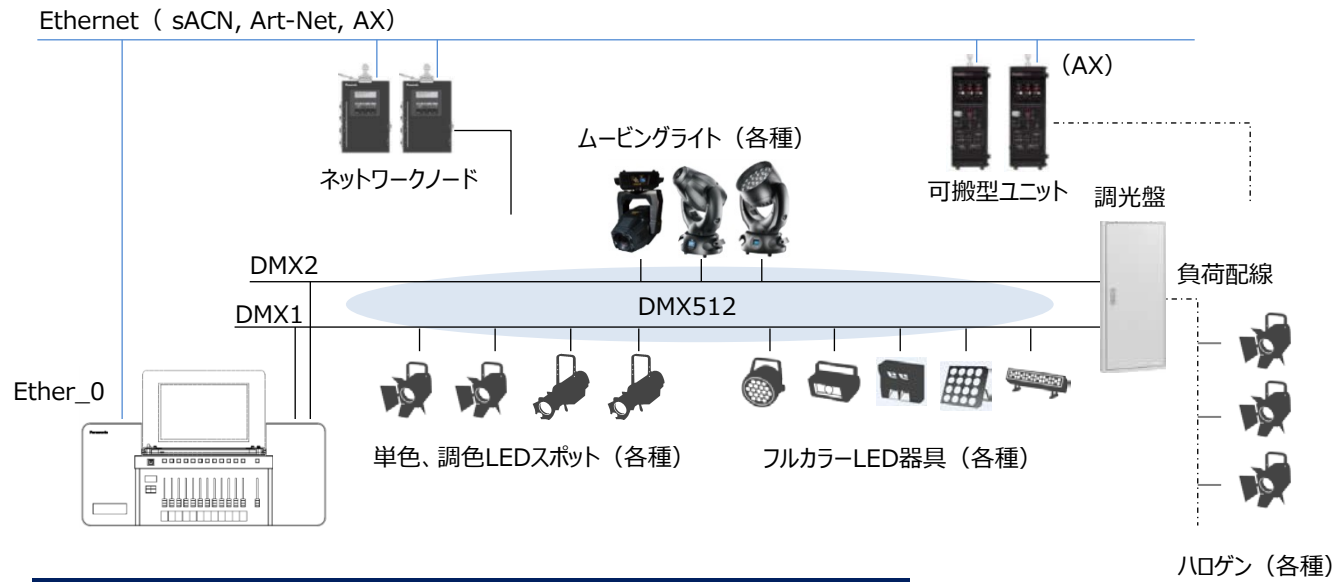 Ethernet（ sACN, Art-Net, AX）
（AX）
ムービングライト（各種）
ネットワークノード
可搬型ユニット
調光盤
DMX2
負荷配線
DMX512
DMX1
Ether_0
Panasonic
単色、調色LEDスポット（各種）
フルカラーLED器具（各種）
ハロゲン（各種）